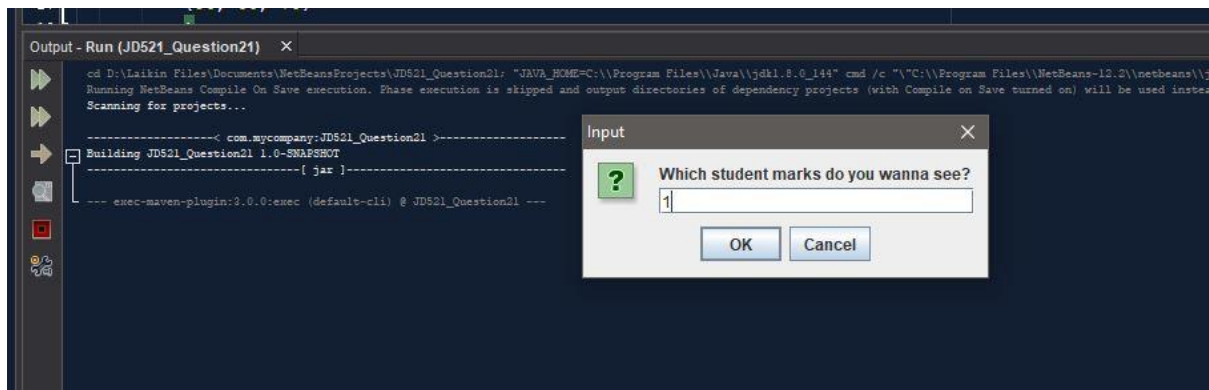 Output - Run (JD521_Question21) ×
cd D:\Laikin Files\Documents\NetBeansProjects\JD521_Question21; "JAVA_HOME=C:\\Program Files\\Java\\jdk1.8.0_144" cmd /c "\"C:\\Program Files\\NetBeans-12.2\\netbeans\\j
Running NetBeans Compile On Save execution. Phase execution is skipped and output directories of dependency projects (with Compile on Save turned on) will be used instea
Scanning for projects...
--------------------< com.mycompany:JD521_Question21 >--------------------
Building JD521_Question21 1.0-SNAPSHOT
--------------------------------[ jar ]---------------------------------
--- exec-maven-plugin:3.0.0:exec (default-cli) @ JD521_Question21 ---
Input ×
?
Which student marks do you wanna see?
1
OK Cancel